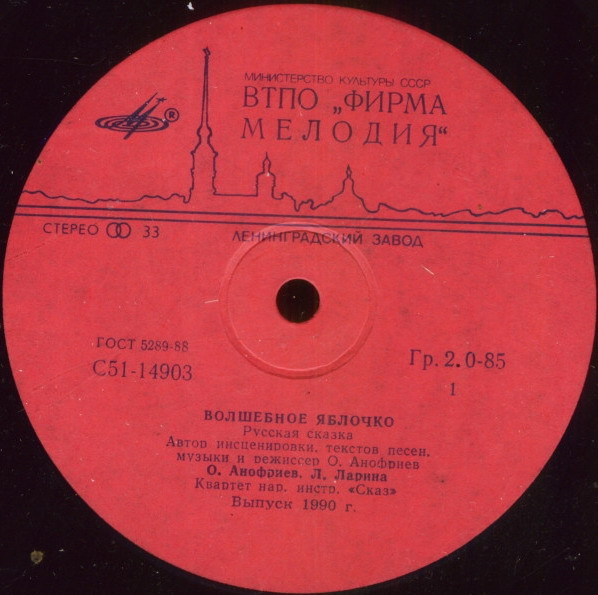 МИНИСТЕРСТВО КУЛЬТУРЫ СССР
ВТПО „ФИРМА
МЕЛОДИЯ“
®
СТЕРЕО 33
ЛЕНИНГРАДСКИЙ ЗАВОД
ГОСТ 5289-88
С51-14903
Гр. 2.0-85
1
ВОЛШЕБНОЕ ЯБЛОЧКО
Русская сказка
Автор инсценировки, текстов песен,
музыки и режиссер О. Анофриев
О. Анофриев, Л. Ларина
Квартет нар. инстр. «Сказ»
Выпуск 1990 г.